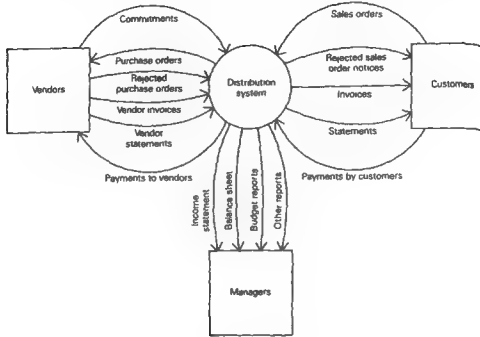 Commitments
Sales orders
Purchase orders
Rejected
purchase orders
Vendors
Vendor invoices
Vendor
statements
Payments to vendors
Distribution
system
Rejected sales
order notices
Invoices
Customers
Statements
Payments by customers
Income
statement
Balance sheet
Budget reports
Other reports
Managers